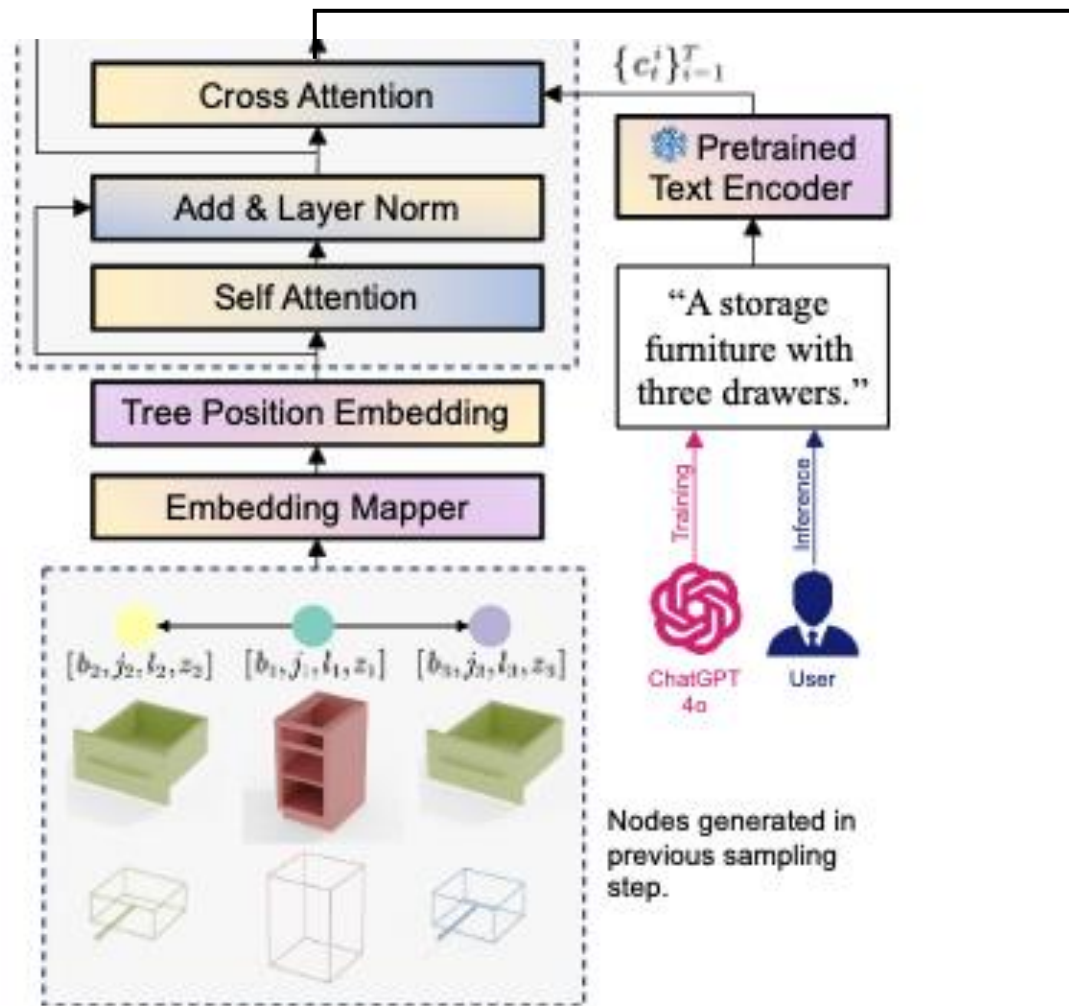 {c_t^i}_{i=1}^T
Cross Attention
Pretrained
Text Encoder
Add & Layer Norm
Self Attention
“A storage
furniture with
three drawers.”
Tree Position Embedding
Embedding Mapper
Training
Inference
ChatGPT
4o
User
[b₂, j₂, l₂, z₂]
[b₁, j₁, l₁, z₁]
[b₃, j₃, l₃, z₃]
Nodes generated in
previous sampling
step.